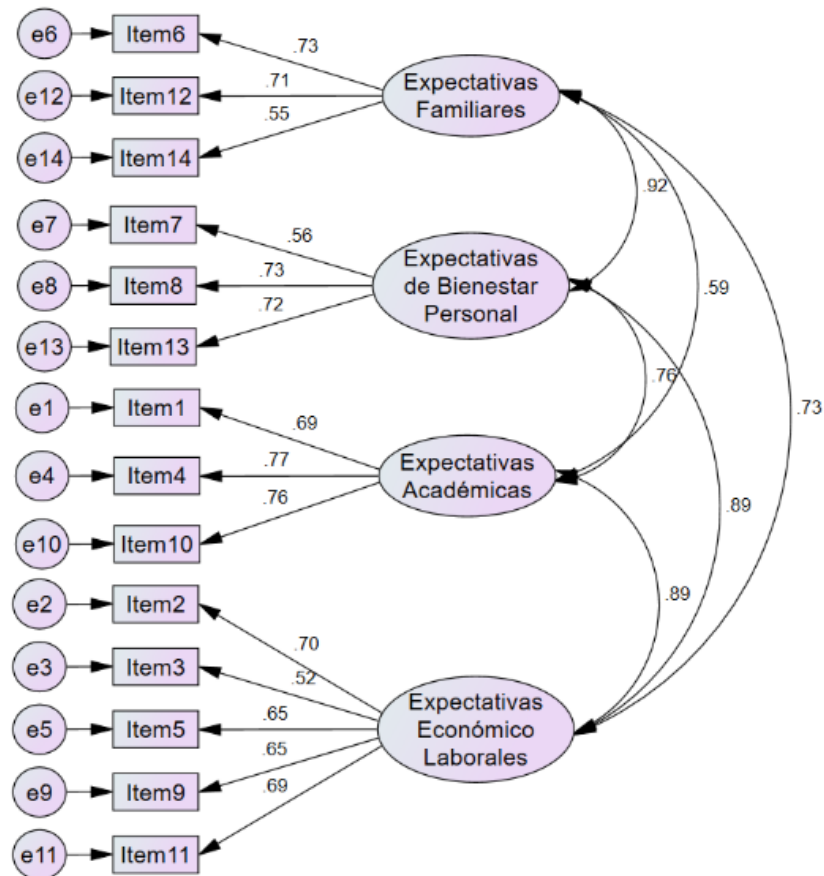 e6
Item6
.73
e12
Item12
.71
Expectativas
Familiares
e14
Item14
.55
.92
e7
Item7
.56
e8
Item8
.73
Expectativas
de Bienestar
Personal
.59
e13
Item13
.72
.76
e1
Item1
.69
.73
e4
Item4
.77
Expectativas
Académicas
e10
Item10
.76
.89
.89
e2
Item2
.70
e3
Item3
.52
e5
Item5
.65
Expectativas
Económico
Laborales
e9
Item9
.65
e11
Item11
.69